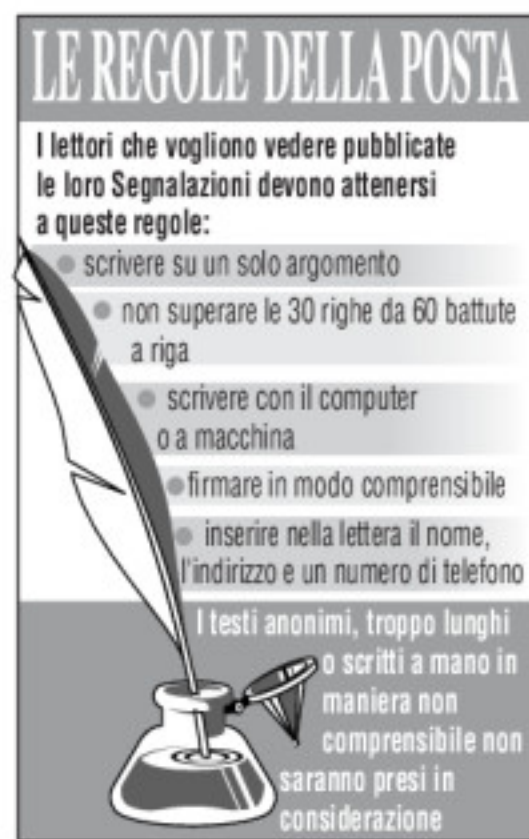 LE REGOLE DELLA POSTA
I lettori che vogliono vedere pubblicate
le loro Segnalazioni devono attenersi
a queste regole:
● scrivere su un solo argomento
● non superare le 30 righe da 60 battute
a riga
● scrivere con il computer
o a macchina
● firmare in modo comprensibile
● inserire nella lettera il nome,
l'indirizzo e un numero di telefono
I testi anonimi, troppo lunghi
o scritti a mano in
maniera non
comprensibile non
saranno presi in
considerazione